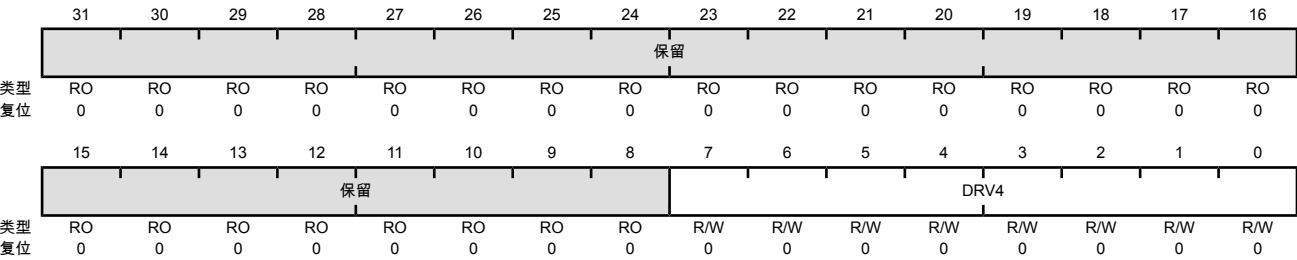 31 30 29 28 27 26 25 24 23 22 21 20 19 18 17 16
保留
类型 RO RO RO RO RO RO RO RO RO RO RO RO RO RO RO RO
复位 0 0 0 0 0 0 0 0 0 0 0 0 0 0 0 0
15 14 13 12 11 10 9 8 7 6 5 4 3 2 1 0
保留 DRV4
类型 RO RO RO RO RO RO RO RO R/W R/W R/W R/W R/W R/W R/W R/W
复位 0 0 0 0 0 0 0 0 0 0 0 0 0 0 0 0